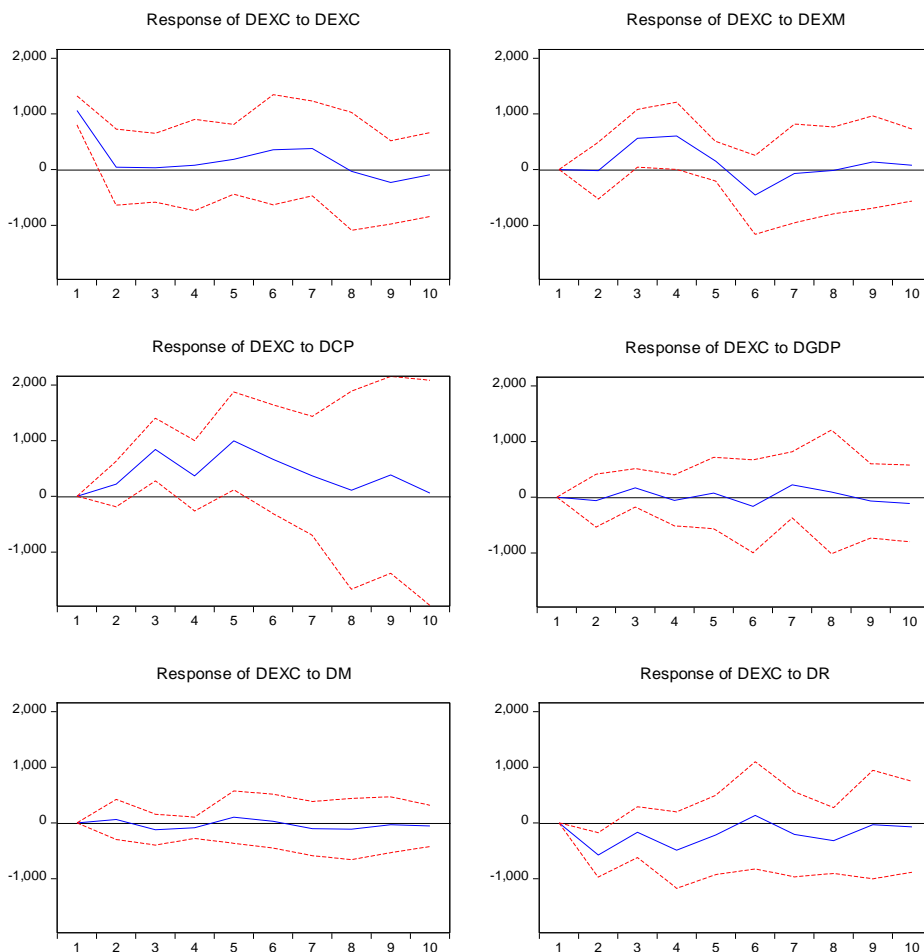 Response of DEXC to DEXC
2,000
1,000
0
-1,000
1 2 3 4 5 6 7 8 9 10
Response of DEXC to DEXM
2,000
1,000
0
-1,000
1 2 3 4 5 6 7 8 9 10
Response of DEXC to DCP
2,000
1,000
0
-1,000
1 2 3 4 5 6 7 8 9 10
Response of DEXC to DGDP
2,000
1,000
0
-1,000
1 2 3 4 5 6 7 8 9 10
Response of DEXC to DM
2,000
1,000
0
-1,000
1 2 3 4 5 6 7 8 9 10
Response of DEXC to DR
2,000
1,000
0
-1,000
1 2 3 4 5 6 7 8 9 10